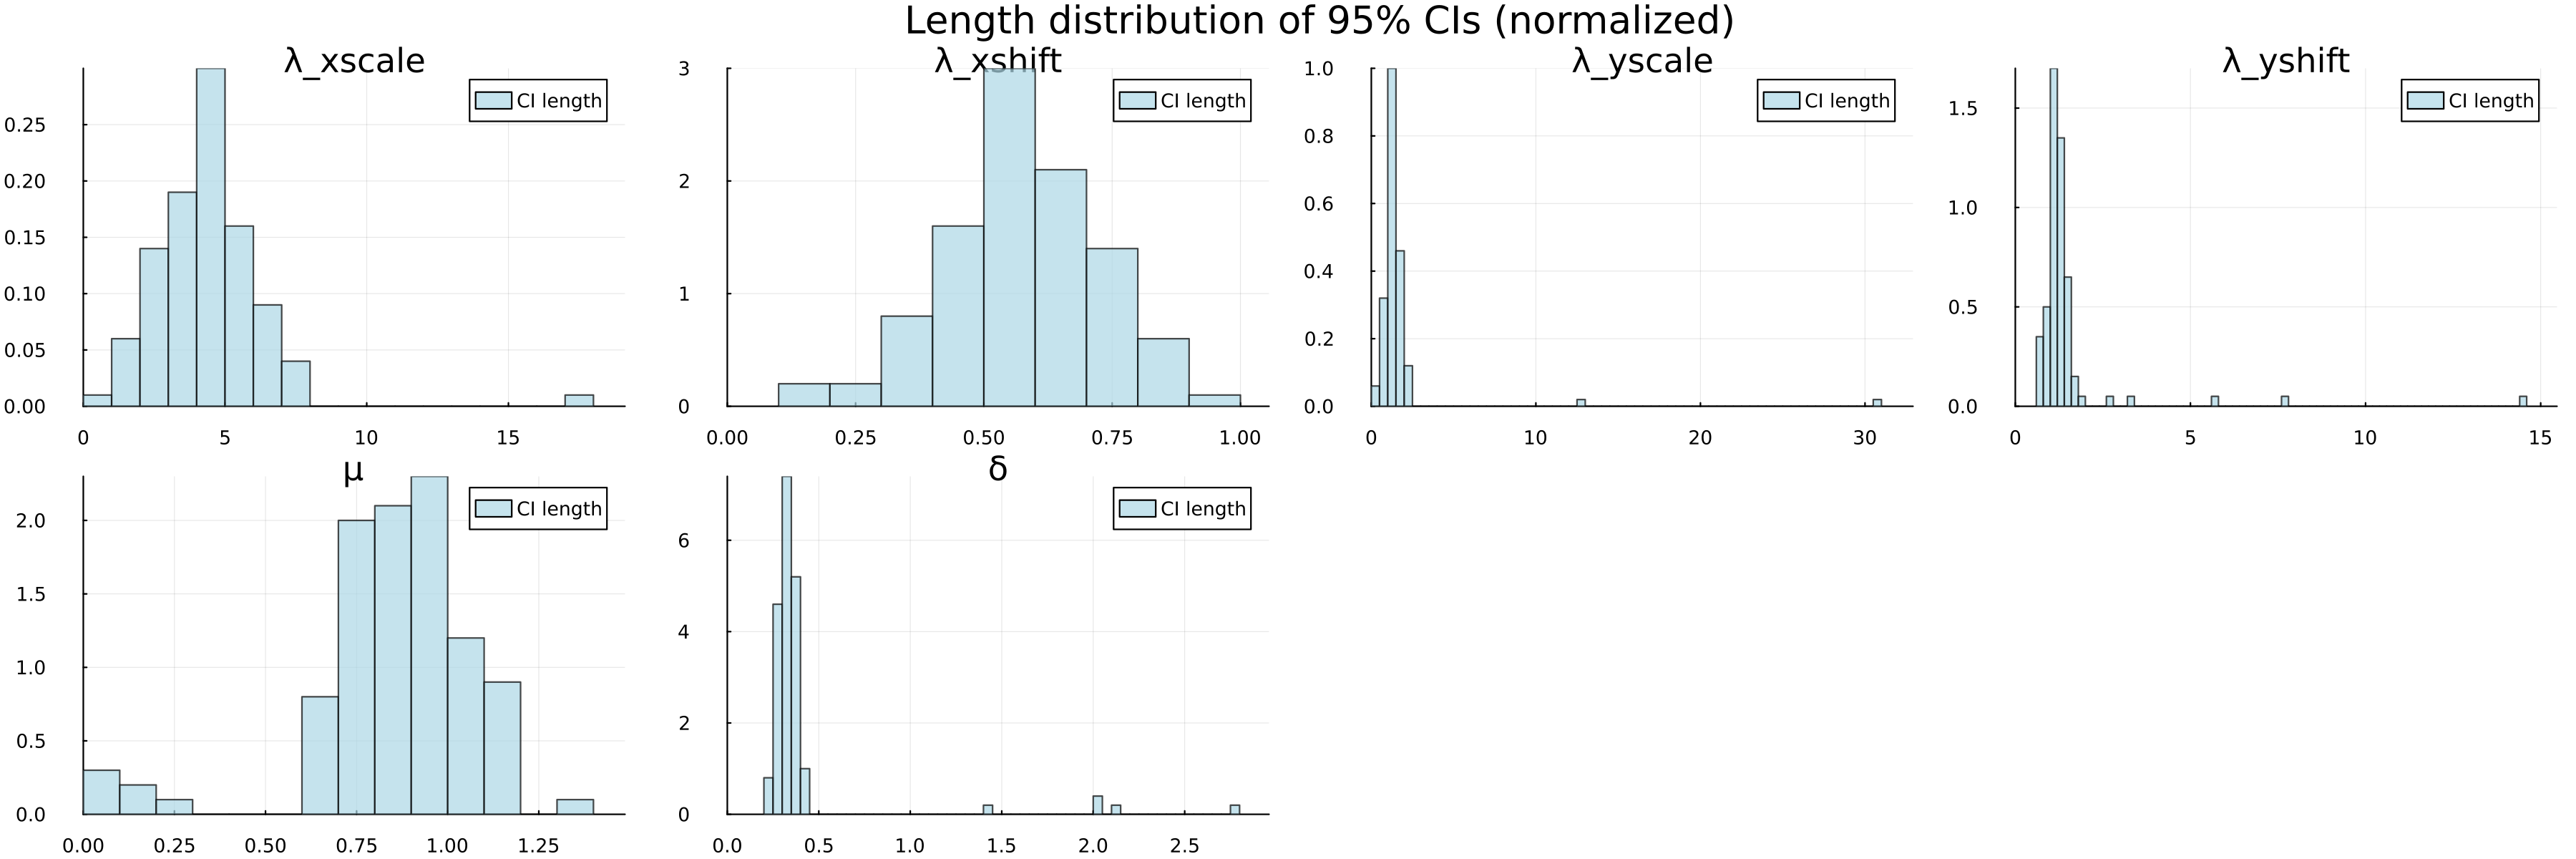 Length distribution of 95% CIs (normalized)
λ_xscale
CI length
0.25
0.20
0.15
0.10
0.05
0.00
0 5 10 15
λ_xshift
CI length
3
2
1
0
0.00 0.25 0.50 0.75 1.00
λ_yscale
CI length
1.0
0.8
0.6
0.4
0.2
0.0
0 10 20 30
λ_yshift
CI length
1.5
1.0
0.5
0.0
0 5 10 15
μ
CI length
2.0
1.5
1.0
0.5
0.0
0.00 0.25 0.50 0.75 1.00 1.25
δ
CI length
6
4
2
0
0.0 0.5 1.0 1.5 2.0 2.5